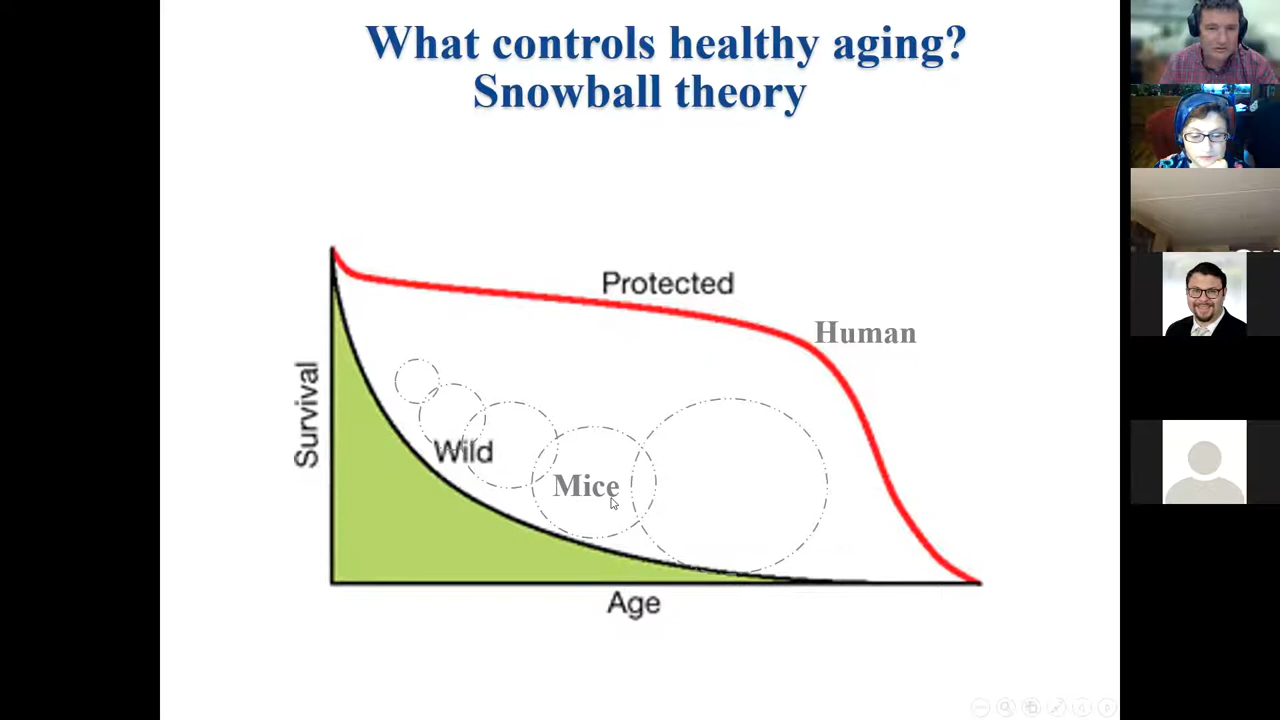 What controls healthy aging?
Snowball theory
Protected
Human
Survival
Wild
Mice
Age